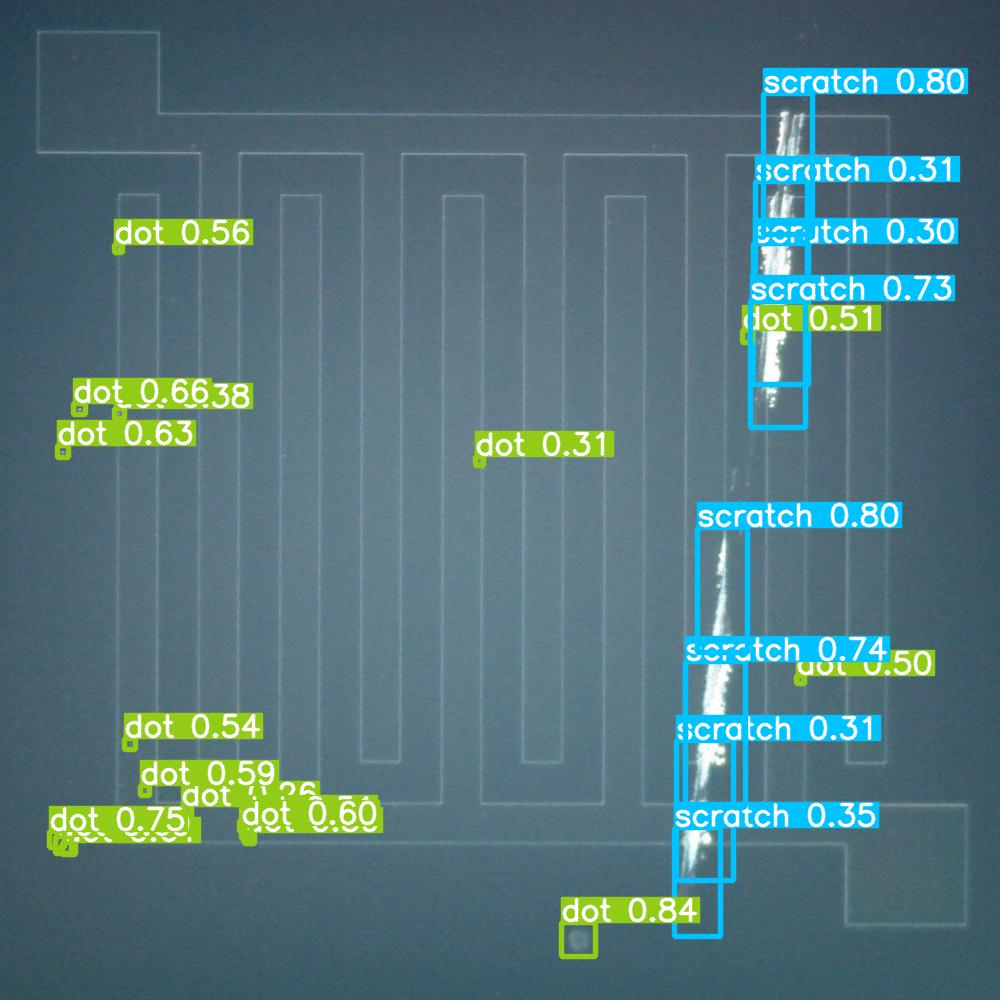 scratch 0.80
scratch 0.31
dot 0.56
scratch 0.30
scratch 0.73
dot 0.51
dot 0.66
38
dot 0.63
dot 0.31
scratch 0.80
scratch 0.74
dot 0.50
dot 0.54
scratch 0.31
dot 0.59
dot
26
dot 0.60
scratch 0.35
dot 0.75
dot 0.84